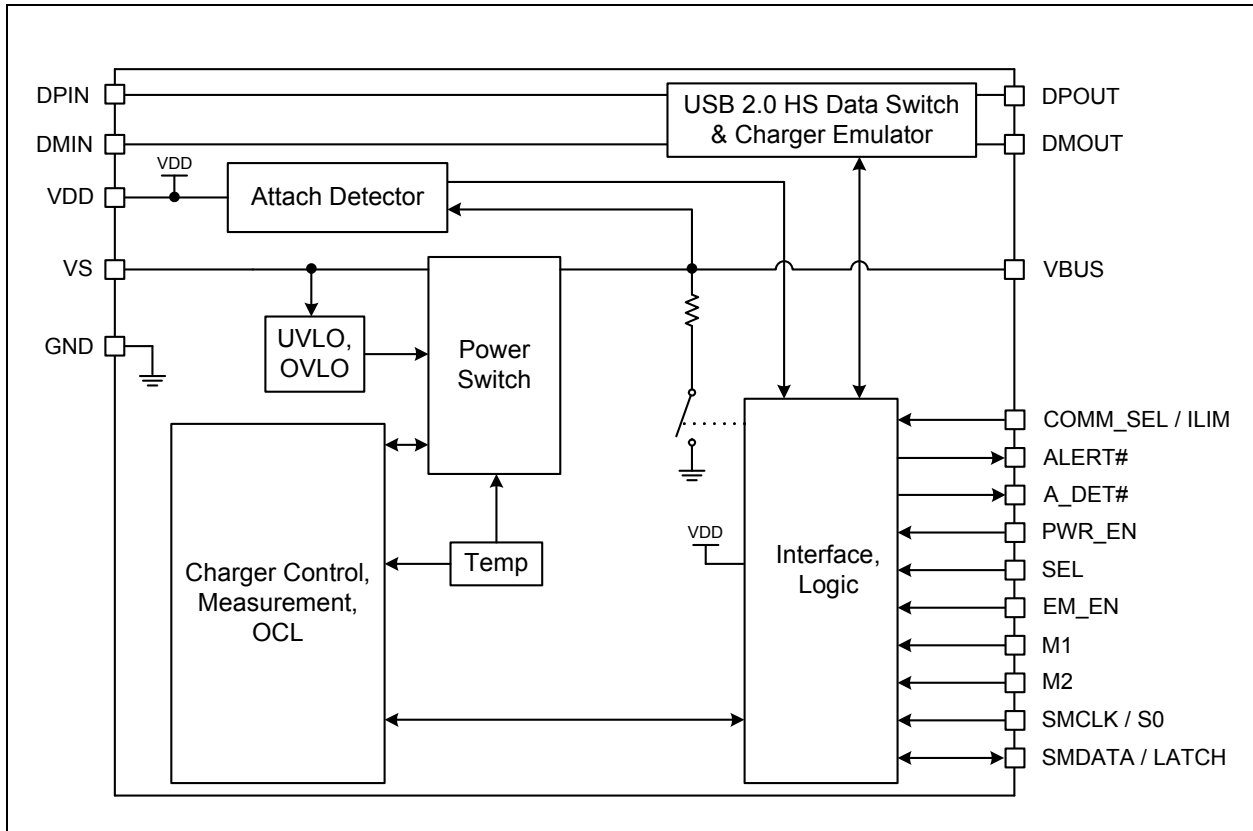 DPIN
DMIN
VDD
VDD
VS
GND
USB 2.0 HS Data Switch
& Charger Emulator
Attach Detector
UVLO,
OVLO
Power
Switch
Charger Control,
Measurement,
OCL
Temp
VDD
Interface,
Logic
DPOUT
DMOUT
VBUS
COMM_SEL / ILIM
ALERT#
A_DET#
PWR_EN
SEL
EM_EN
M1
M2
SMCLK / S0
SMDATA / LATCH